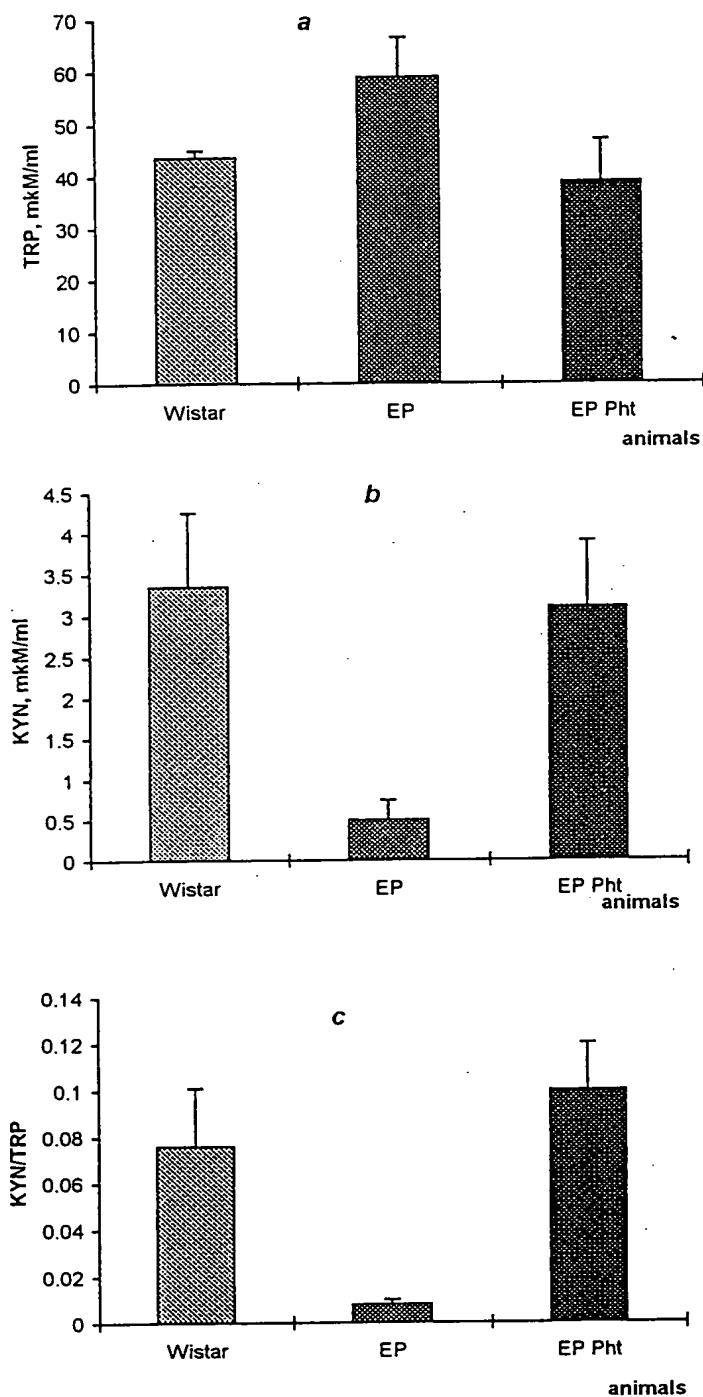 a
70
60
50
40
30
20
10
0
TRP, mkM/ml
Wistar EP EP Pht
animals
b
4.5
4
3.5
3
2.5
2
1.5
1
0.5
0
KYN, mkM/ml
Wistar EP EP Pht
animals
c
0.14
0.12
0.1
0.08
0.06
0.04
0.02
0
KYN/TRP
Wistar EP EP Pht
animals